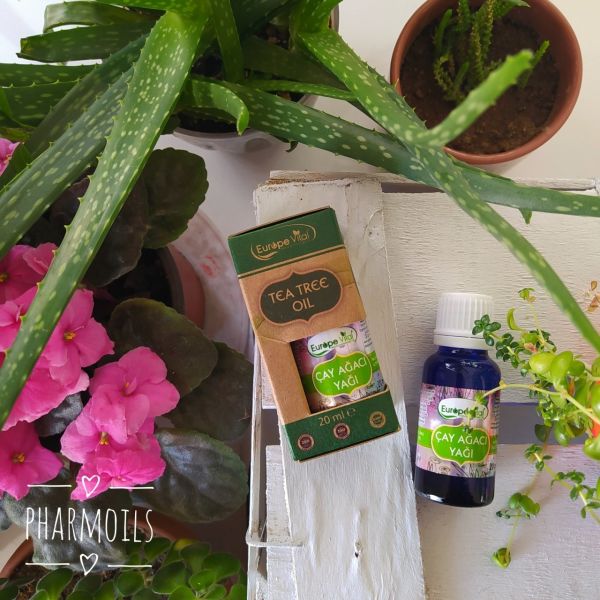 Europe Vital
TEA TREE
OIL
Europe Vital
ÇAY AĞACI
YAĞI
20 ml e
Europe Vital
ÇAY AĞACI
YAĞI
PHARMOILS